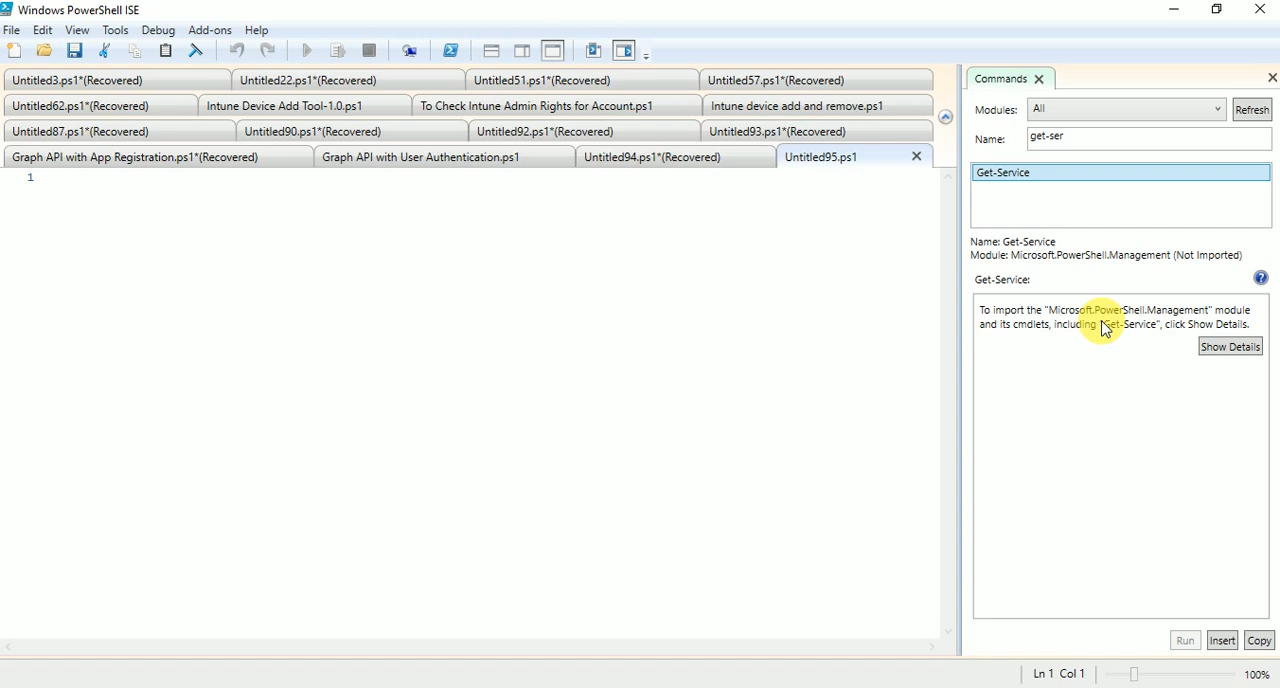 Windows PowerShell ISE
File Edit View Tools Debug Add-ons Help
Untitled3.ps1*(Recovered) Untitled22.ps1*(Recovered) Untitled51.ps1*(Recovered) Untitled57.ps1*(Recovered)
Untitled62.ps1*(Recovered) Intune Device Add Tool-1.0.ps1 To Check Intune Admin Rights for Account.ps1 Intune device add and remove.ps1
Untitled87.ps1*(Recovered) Untitled90.ps1*(Recovered) Untitled92.ps1*(Recovered) Untitled93.ps1*(Recovered)
Graph API with App Registration.ps1*(Recovered) Graph API with User Authentication.ps1 Untitled94.ps1*(Recovered) Untitled95.ps1
1
Commands
Modules: All Refresh
Name: get-ser
Get-Service
Name: Get-Service
Module: Microsoft.PowerShell.Management (Not Imported)
Get-Service:
To import the "Microsoft.PowerShell.Management" module
and its cmdlets, including "Get-Service", click Show Details.
Show Details
Run Insert Copy
Ln 1 Col 1 100%